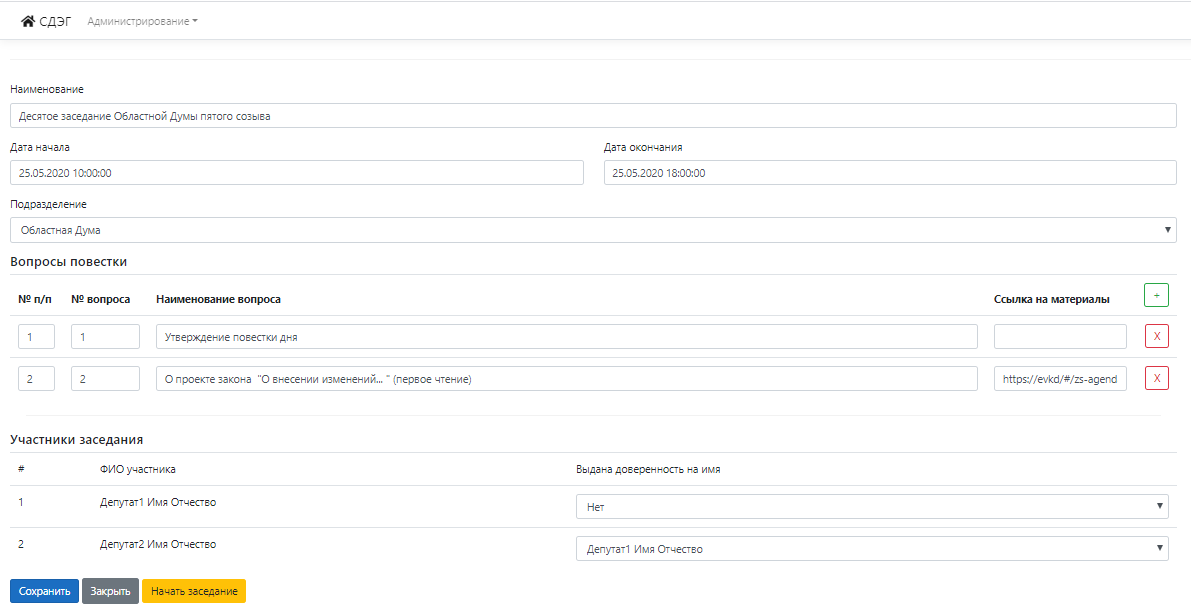 СДЭГ Администрирование
Наименование
Десятое заседание Областной Думы пятого созыва
Дата начала Дата окончания
25.05.2020 10:00:00 25.05.2020 18:00:00
Подразделение
Областная Дума
Вопросы повестки
№ п/п № вопроса Наименование вопроса Ссылка на материалы +
1 1 Утверждение повестки дня X
2 2 О проекте закона "О внесении изменений... " (первое чтение) https://evkd/#/zs-agend X
Участники заседания
# ФИО участника Выдана доверенность на имя
1 Депутат1 Имя Отчество Нет
2 Депутат2 Имя Отчество Депутат1 Имя Отчество
Сохранить Закрыть Начать заседание